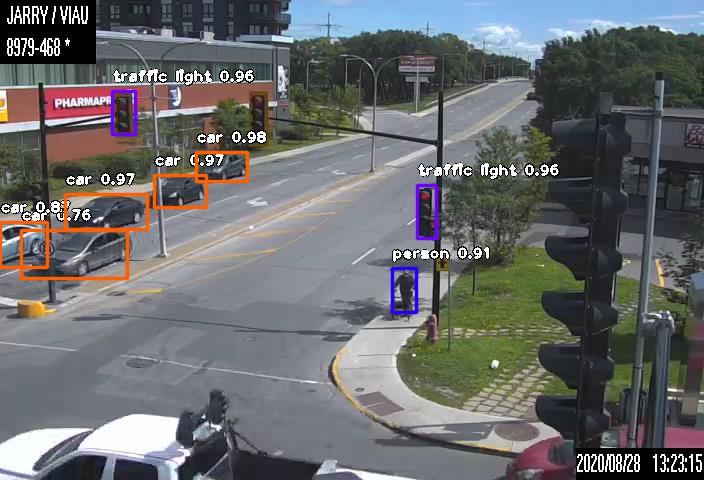 JARRY / VIAU
8979-468 *
traffic light 0.96
PHARMAPR
car 0.98
car 0.97
car 0.97
car 0.76
traffic light 0.96
person 0.91
2020/08/28 13:23:15